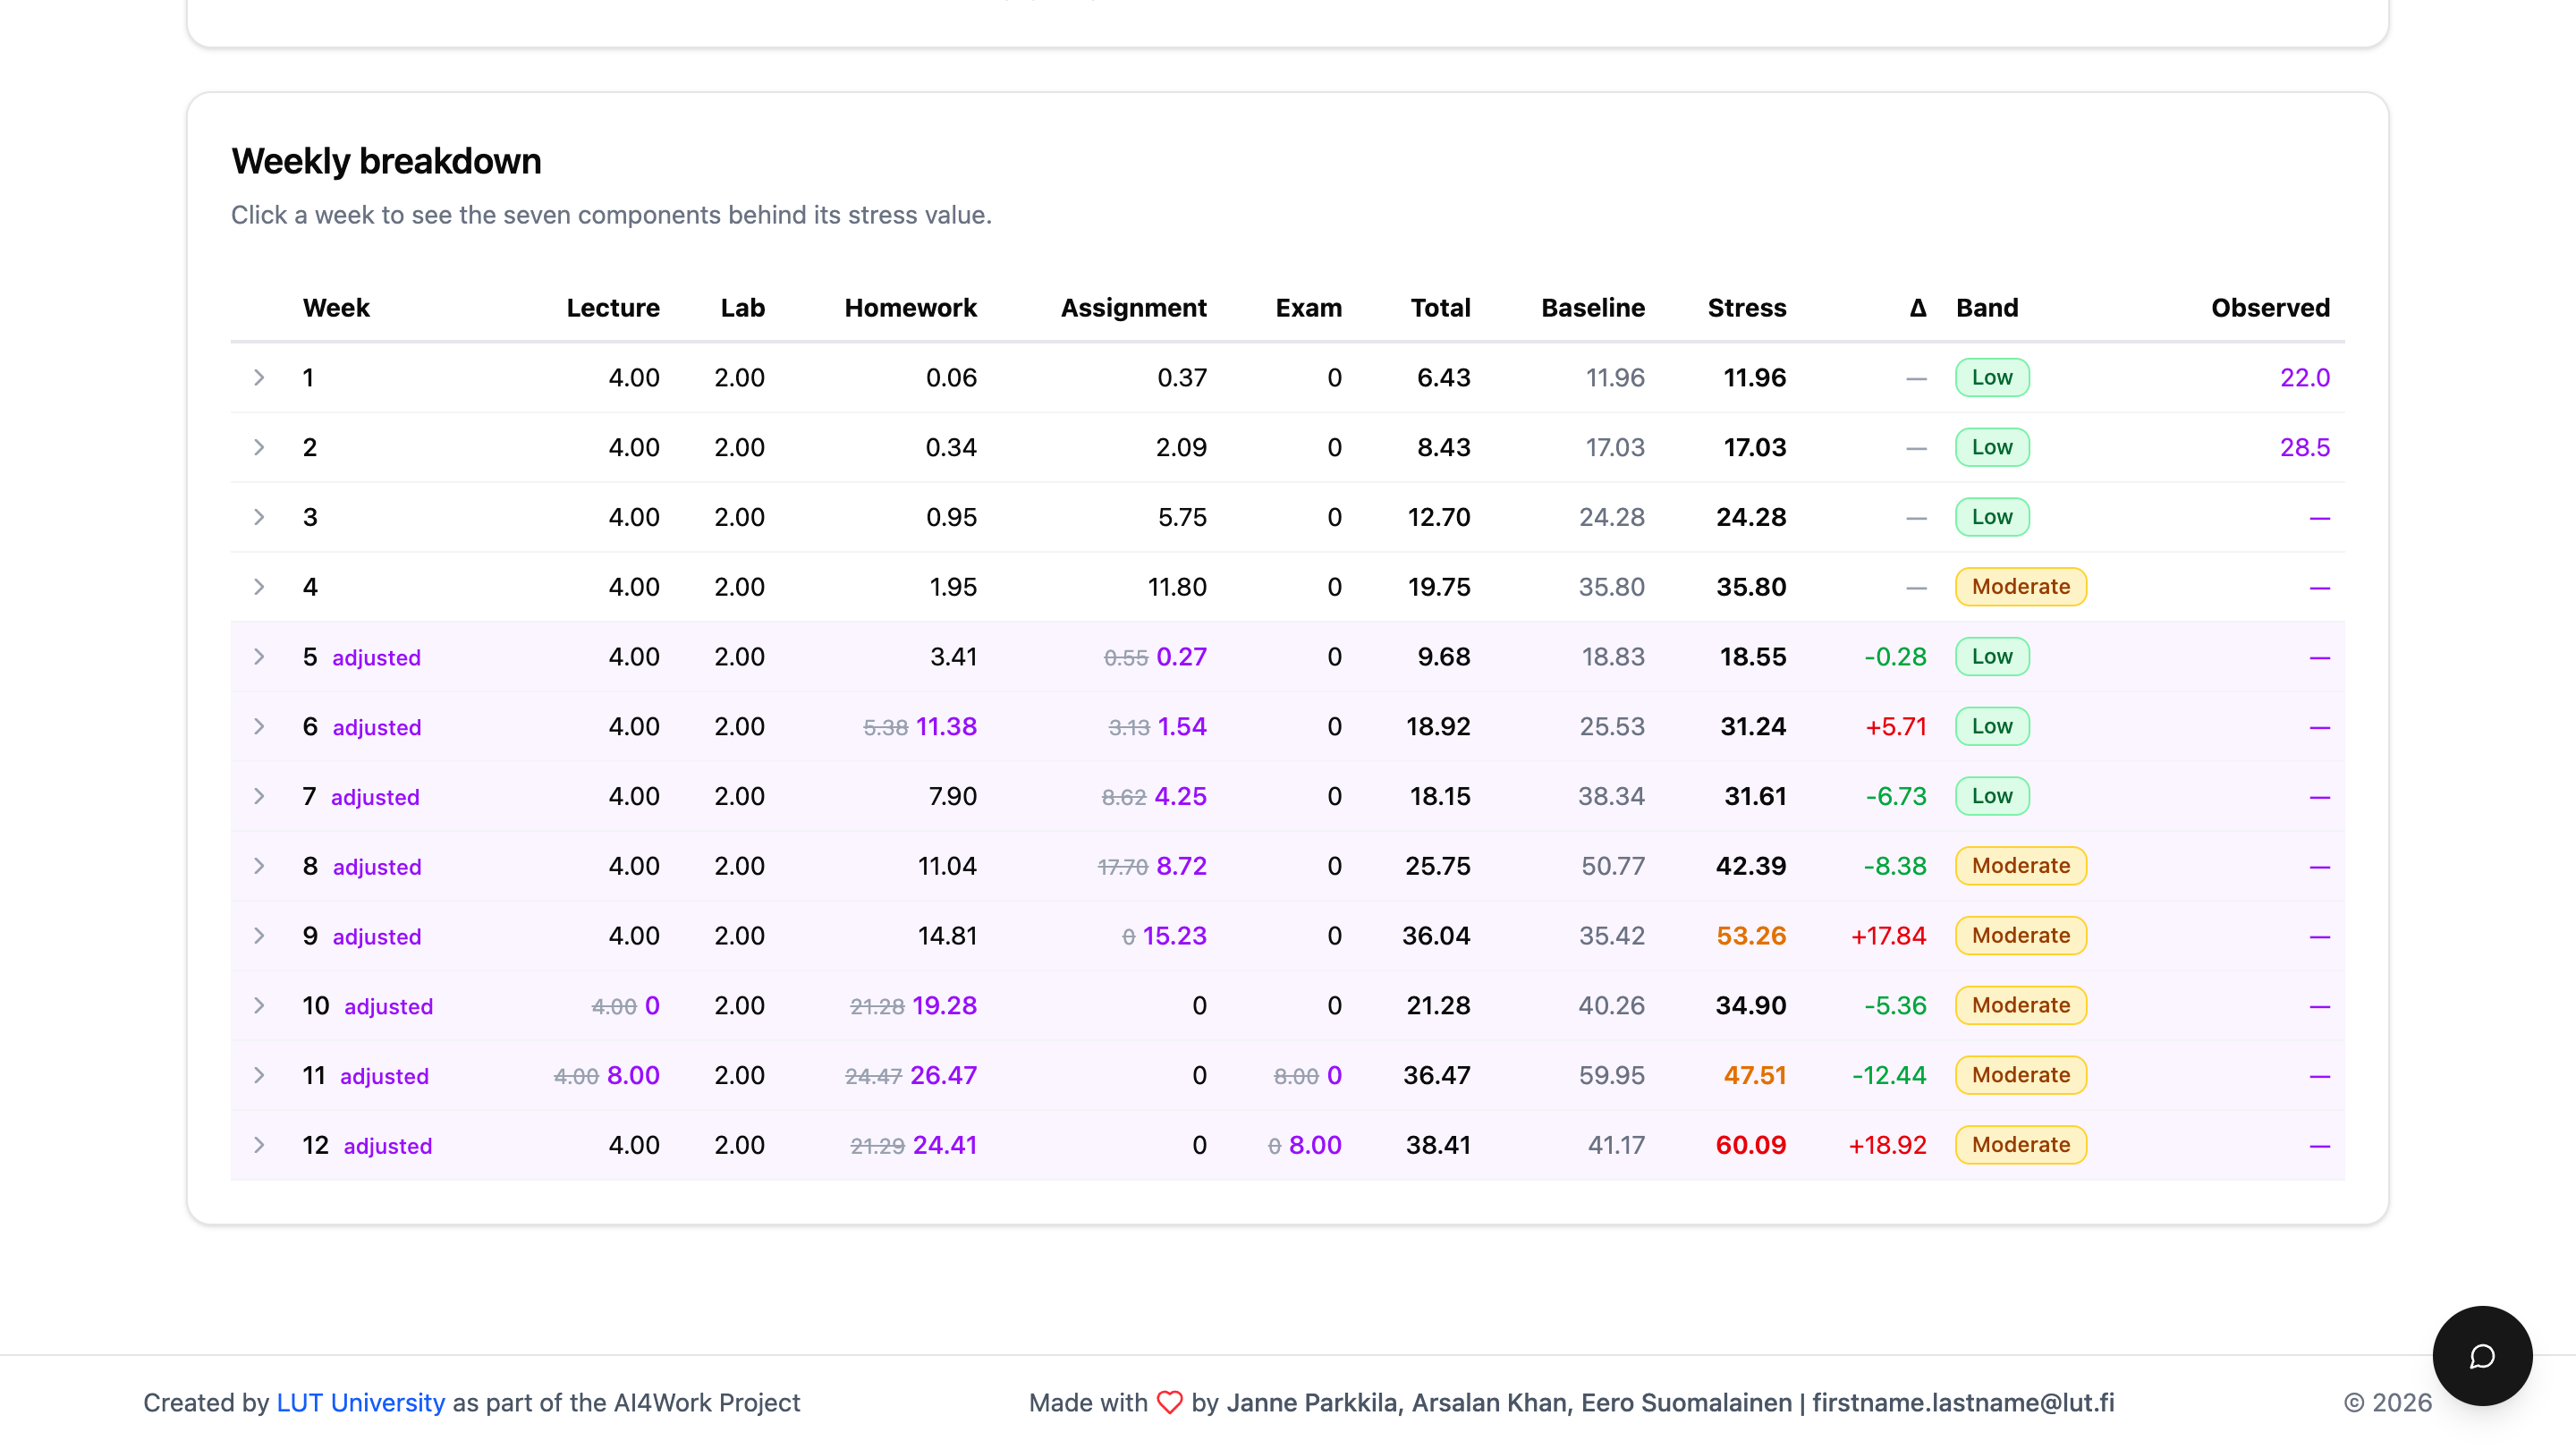 Weekly breakdown
Click a week to see the seven components behind its stress value.
Week Lecture Lab Homework Assignment Exam Total Baseline Stress Δ Band Observed
1 4.00 2.00 0.06 0.37 0 6.43 11.96 11.96 — Low 22.0
2 4.00 2.00 0.34 2.09 0 8.43 17.03 17.03 — Low 28.5
3 4.00 2.00 0.95 5.75 0 12.70 24.28 24.28 — Low —
4 4.00 2.00 1.95 11.80 0 19.75 35.80 35.80 — Moderate —
5 adjusted 4.00 2.00 3.41 0.55 0.27 0 9.68 18.83 18.55 -0.28 Low —
6 adjusted 4.00 2.00 5.38 11.38 3.13 1.54 0 18.92 25.53 31.24 +5.71 Low —
7 adjusted 4.00 2.00 7.90 8.62 4.25 0 18.15 38.34 31.61 -6.73 Low —
8 adjusted 4.00 2.00 11.04 17.70 8.72 0 25.75 50.77 42.39 -8.38 Moderate —
9 adjusted 4.00 2.00 14.81 0 15.23 0 36.04 35.42 53.26 +17.84 Moderate —
10 adjusted 4.00 0 2.00 21.28 19.28 0 0 21.28 40.26 34.90 -5.36 Moderate —
11 adjusted 4.00 8.00 2.00 24.47 26.47 0 8.00 0 36.47 59.95 47.51 -12.44 Moderate —
12 adjusted 4.00 2.00 21.29 24.41 0 0 8.00 38.41 41.17 60.09 +18.92 Moderate —
Created by LUT University as part of the AI4Work Project Made with by Janne Parkkila, Arsalan Khan, Eero Suomalainen | firstname.lastname@lut.fi © 2026